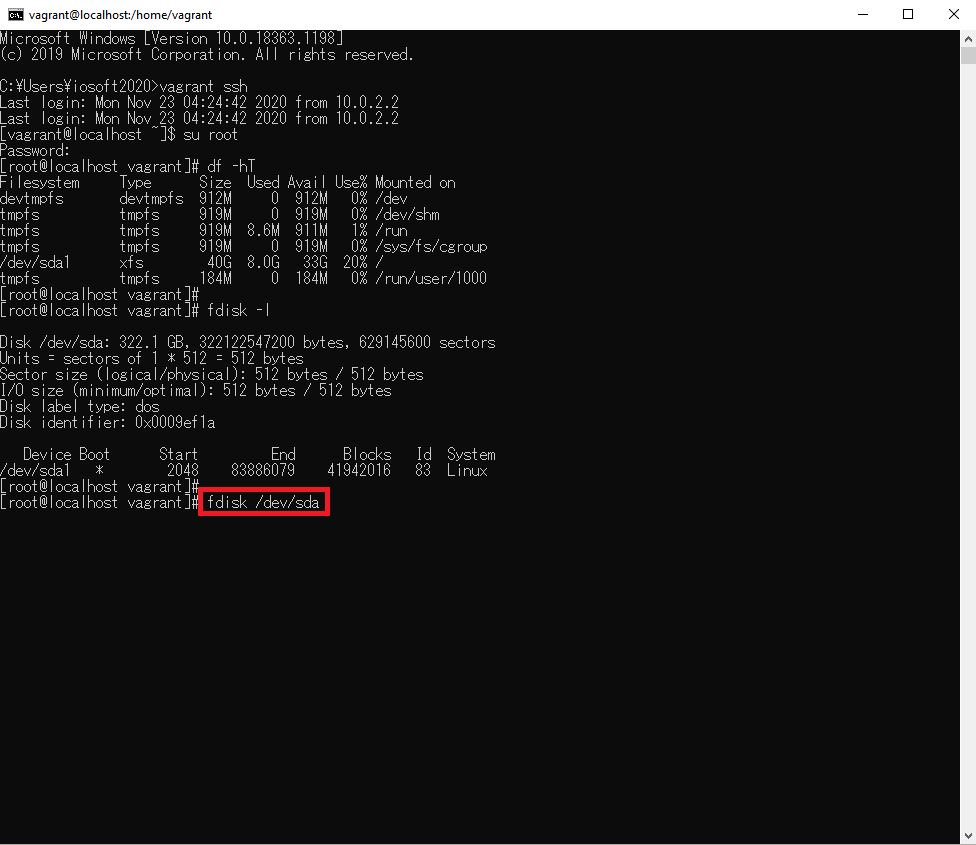 vagrant@localhost:/home/vagrant
Microsoft Windows [Version 10.0.18363.1198]
(c) 2019 Microsoft Corporation. All rights reserved.
C:¥Users¥iosoft2020>vagrant ssh
Last login: Mon Nov 23 04:24:42 2020 from 10.0.2.2
Last login: Mon Nov 23 04:24:42 2020 from 10.0.2.2
[vagrant@localhost ~]$ su root
Password:
[root@localhost vagrant]# df -hT
Filesystem     Type      Size  Used Avail Use% Mounted on
devtmpfs       devtmpfs  912M     0  912M   0% /dev
tmpfs          tmpfs     919M     0  919M   0% /dev/shm
tmpfs          tmpfs     919M  8.6M  911M   1% /run
tmpfs          tmpfs     919M     0  919M   0% /sys/fs/cgroup
/dev/sda1      xfs        40G  8.0G   33G  20% /
tmpfs          tmpfs     184M     0  184M   0% /run/user/1000
[root@localhost vagrant]#
[root@localhost vagrant]# fdisk -l
Disk /dev/sda: 322.1 GB, 322122547200 bytes, 629145600 sectors
Units = sectors of 1 * 512 = 512 bytes
Sector size (logical/physical): 512 bytes / 512 bytes
I/O size (minimum/optimal): 512 bytes / 512 bytes
Disk label type: dos
Disk identifier: 0x0009ef1a
   Device Boot      Start         End      Blocks   Id  System
/dev/sda1   *        2048    83886079    41942016   83  Linux
[root@localhost vagrant]#
[root@localhost vagrant]# fdisk /dev/sda